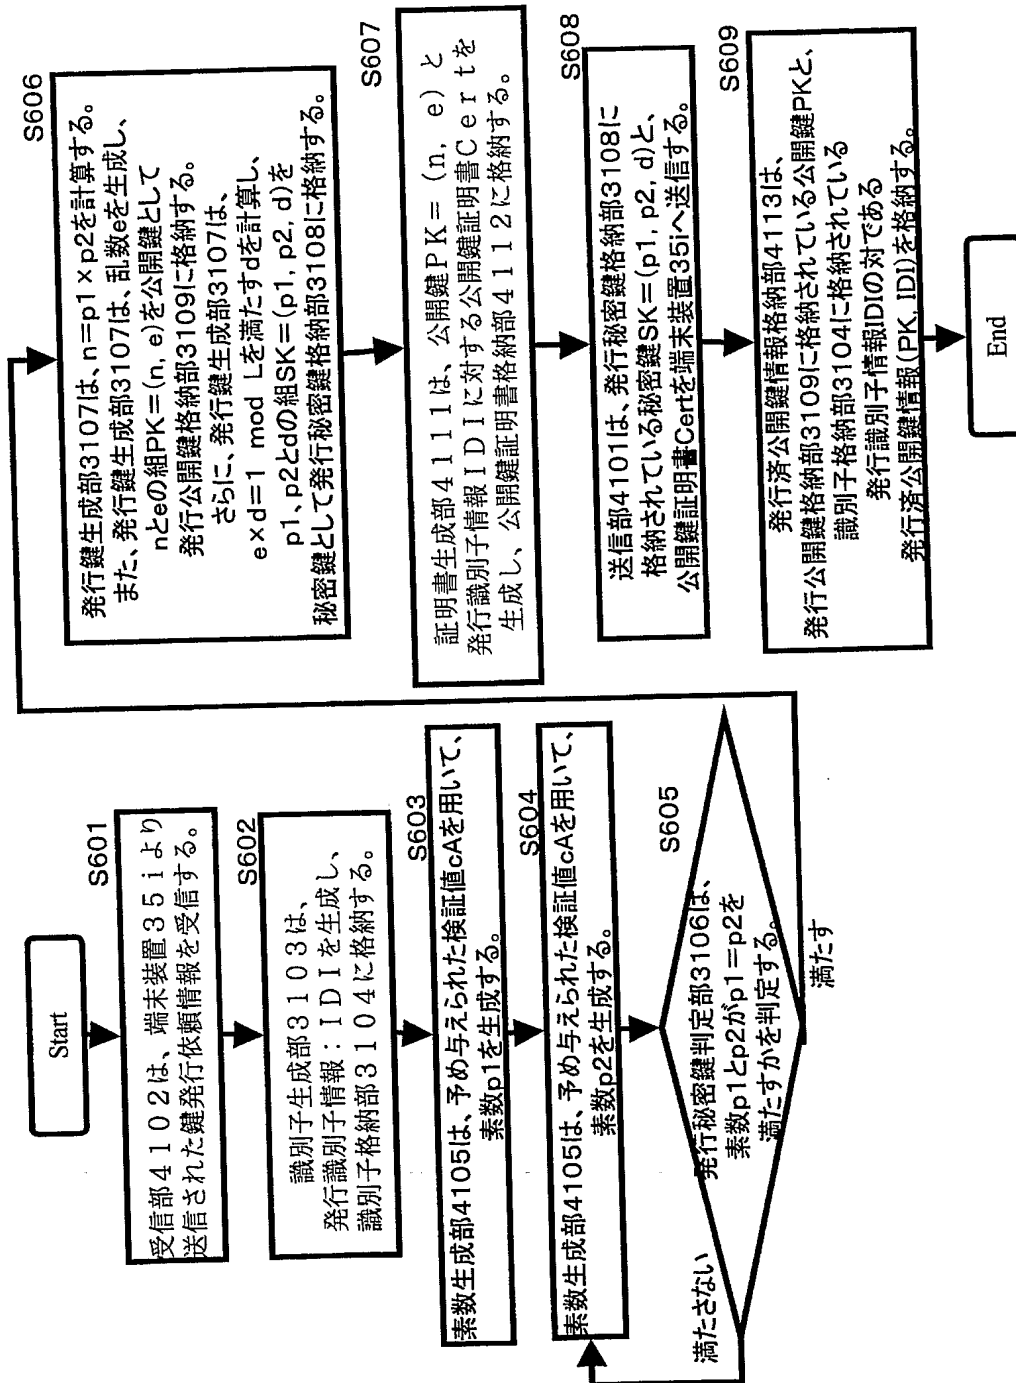 Start
S601
受信部4102は、端末装置35iより
送信された鍵発行依頼情報を受信する。
S602
識別子生成部3103は、
発行識別子情報：IDIを生成し、
識別子格納部3104に格納する。
S603
素数生成部4105は、予め与えられた検証値cAを用いて、
素数p1を生成する。
S604
素数生成部4105は、予め与えられた検証値cAを用いて、
素数p2を生成する。
S605
発行秘密鍵判定部3106は、
素数p1とp2がp1＝p2を
満たすかを判定する。
満たさない
満たす
S606
発行鍵生成部3107は、n＝p1×p2を計算する。
また、発行鍵生成部3107は、乱数eを生成し、
nとeの組PK＝(n, e)を公開鍵として
発行公開鍵格納部3109に格納する。
さらに、発行鍵生成部3107は、
e×d＝1 mod Lを満たすdを計算し、
p1、p2とdとの組SK＝(p1, p2, d)を
秘密鍵として発行秘密鍵格納部3108に格納する。
S607
証明書生成部4111は、公開鍵PK＝(n, e)と
発行識別子情報IDIに対する公開鍵証明書Certを
生成し、公開鍵証明書格納部4112に格納する。
S608
送信部4101は、発行秘密鍵格納部3108に
格納されている秘密鍵SK＝(p1, p2, d)と、
公開鍵証明書Certを端末装置35iへ送信する。
S609
発行済公開鍵情報格納部4113は、
発行公開鍵格納部3109に格納されている公開鍵PKと、
識別子格納部3104に格納されている
発行識別子情報IDIの対である
発行済公開鍵情報(PK, IDI)を格納する。
End